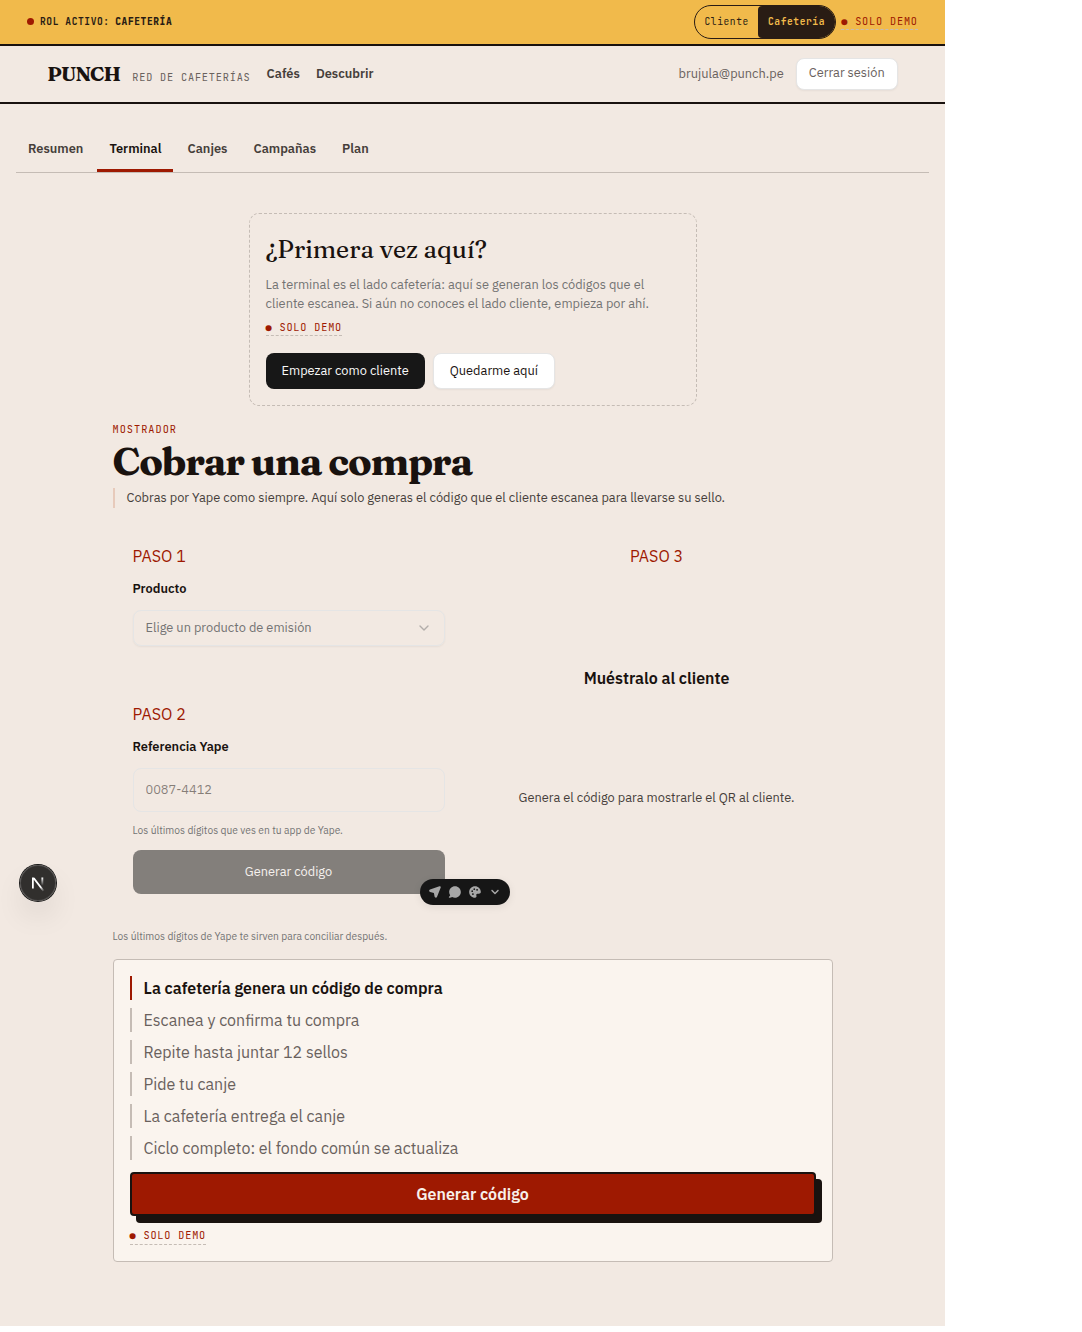 ROL ACTIVO: CAFETERÍA
Cliente Cafetería SOLO DEMO
PUNCH RED DE CAFETERÍAS Cafés Descubrir brujula@punch.pe Cerrar sesión
Resumen Terminal Canjes Campañas Plan
¿Primera vez aquí?
La terminal es el lado cafetería: aquí se generan los códigos que el
cliente escanea. Si aún no conoces el lado cliente, empieza por ahí.
SOLO DEMO
Empezar como cliente Quedarme aquí
MOSTRADOR
Cobrar una compra
Cobras por Yape como siempre. Aquí solo generas el código que el cliente escanea para llevarse su sello.
PASO 1
Producto
Elige un producto de emisión
PASO 2
Referencia Yape
0087-4412
Los últimos dígitos que ves en tu app de Yape.
Generar código
PASO 3
Muéstralo al cliente
Genera el código para mostrarle el QR al cliente.
N
Los últimos dígitos de Yape te sirven para conciliar después.
La cafetería genera un código de compra
Escanea y confirma tu compra
Repite hasta juntar 12 sellos
Pide tu canje
La cafetería entrega el canje
Ciclo completo: el fondo común se actualiza
Generar código
SOLO DEMO